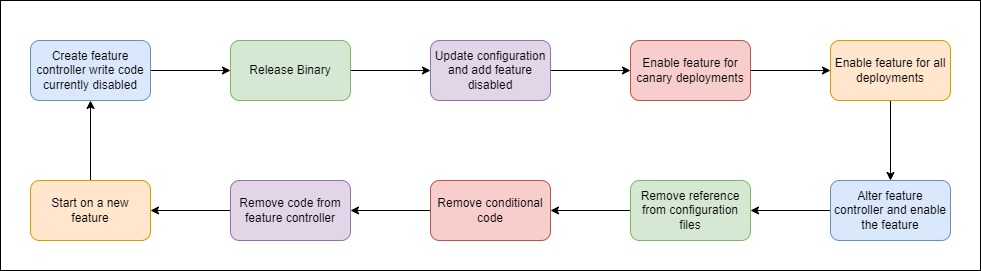 Create feature
controller write code
currently disabled
Release Binary
Update configuration
and add feature
disabled
Enable feature for
canary deployments
Enable feature for all
deployments
Start on a new
feature
Remove code from
feature controller
Remove conditional
code
Remove reference
from configuration
files
Alter feature
controller and enable
the feature